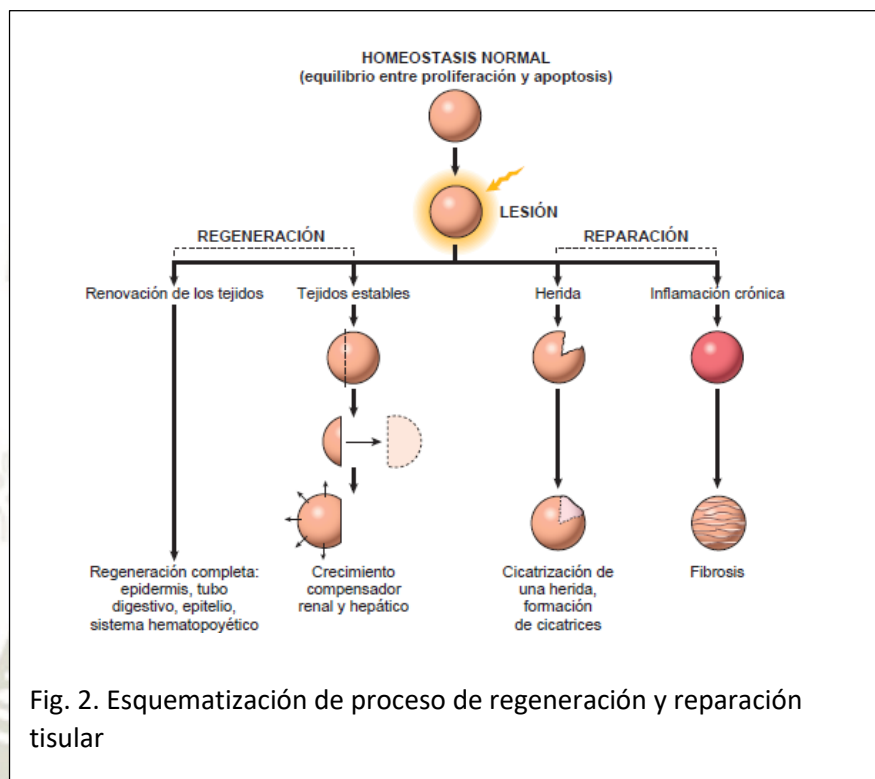 HOMEOSTASIS NORMAL
(equilibrio entre proliferación y apoptosis)
LESIÓN
REGENERACIÓN
REPARACIÓN
Renovación de los tejidos
Tejidos estables
Herida
Inflamación crónica
Regeneración completa:
epidermis, tubo
digestivo, epitelio,
sistema hematopoyético
Crecimiento
compensador
renal y hepático
Cicatrización de
una herida,
formación
de cicatrices
Fibrosis
Fig. 2. Esquematización de proceso de regeneración y reparación
tisular